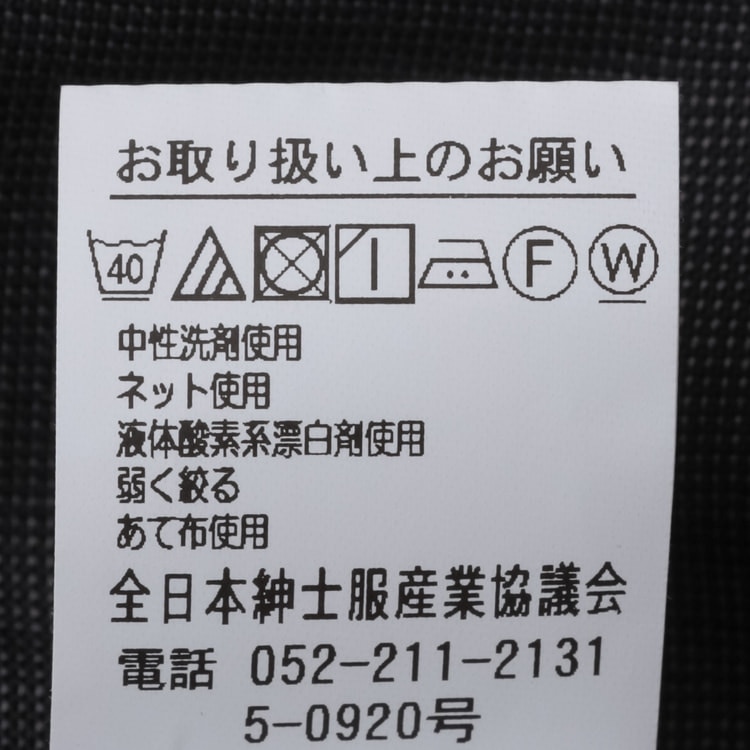 お取り扱い上のお願い
40 F W
中性洗剤使用
ネット使用
液体酸素系漂白剤使用
弱く絞る
あて布使用
全日本紳士服産業協議会
電話 052-211-2131
5-0920号